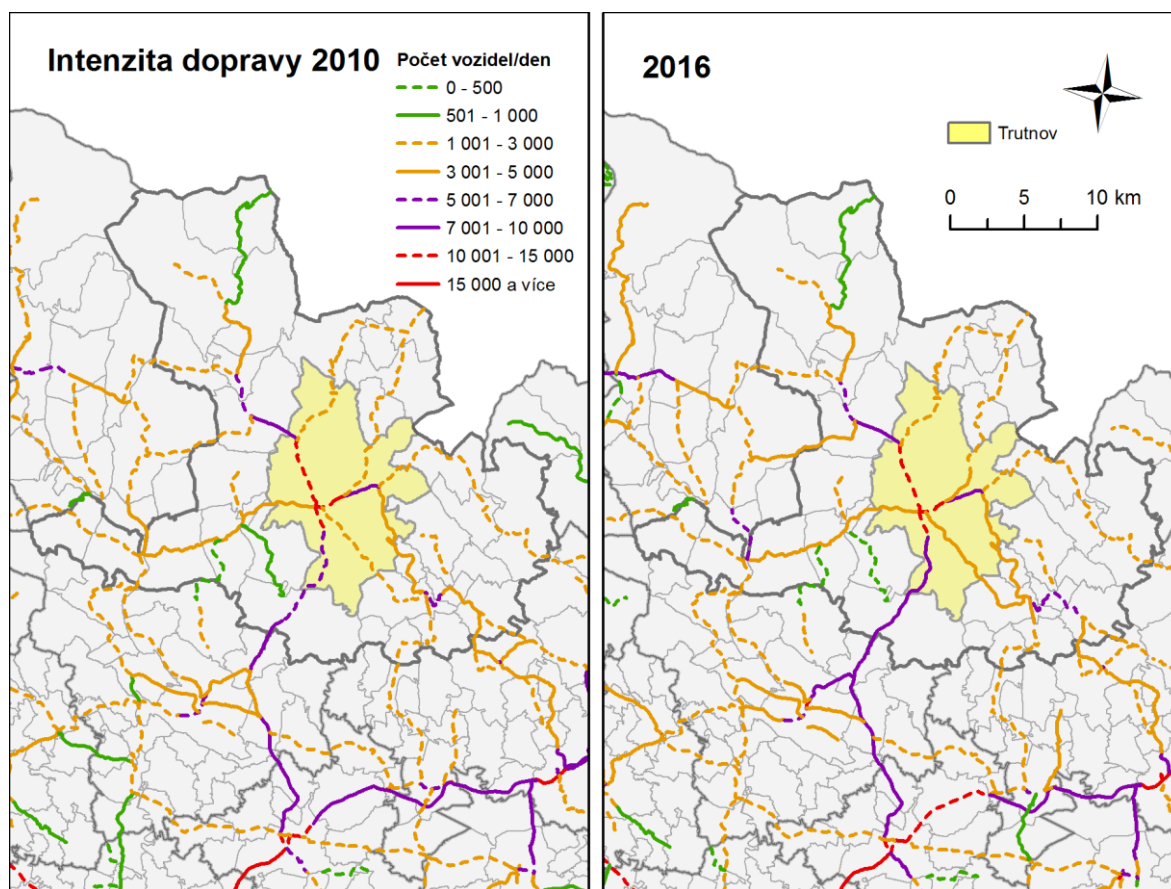 Intenzita dopravy 2010
Počet vozidel/den
0 - 500
501 - 1 000
1 001 - 3 000
3 001 - 5 000
5 001 - 7 000
7 001 - 10 000
10 001 - 15 000
15 000 a více
2016
Trutnov
0 5 10 km